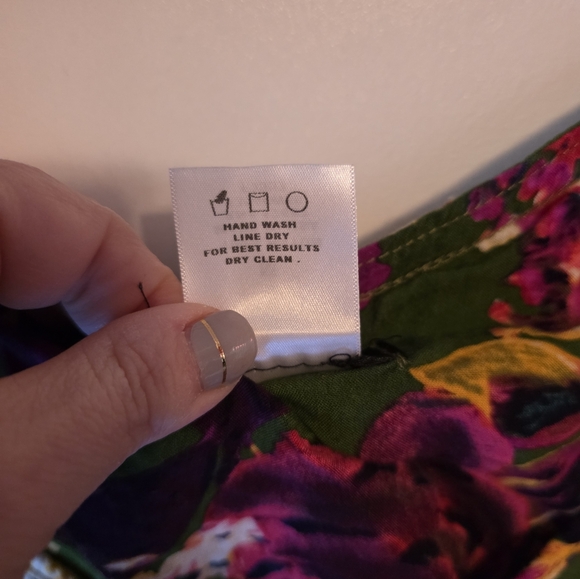 HAND WASH
LINE DRY
FOR BEST RESULTS
DRY CLEAN .